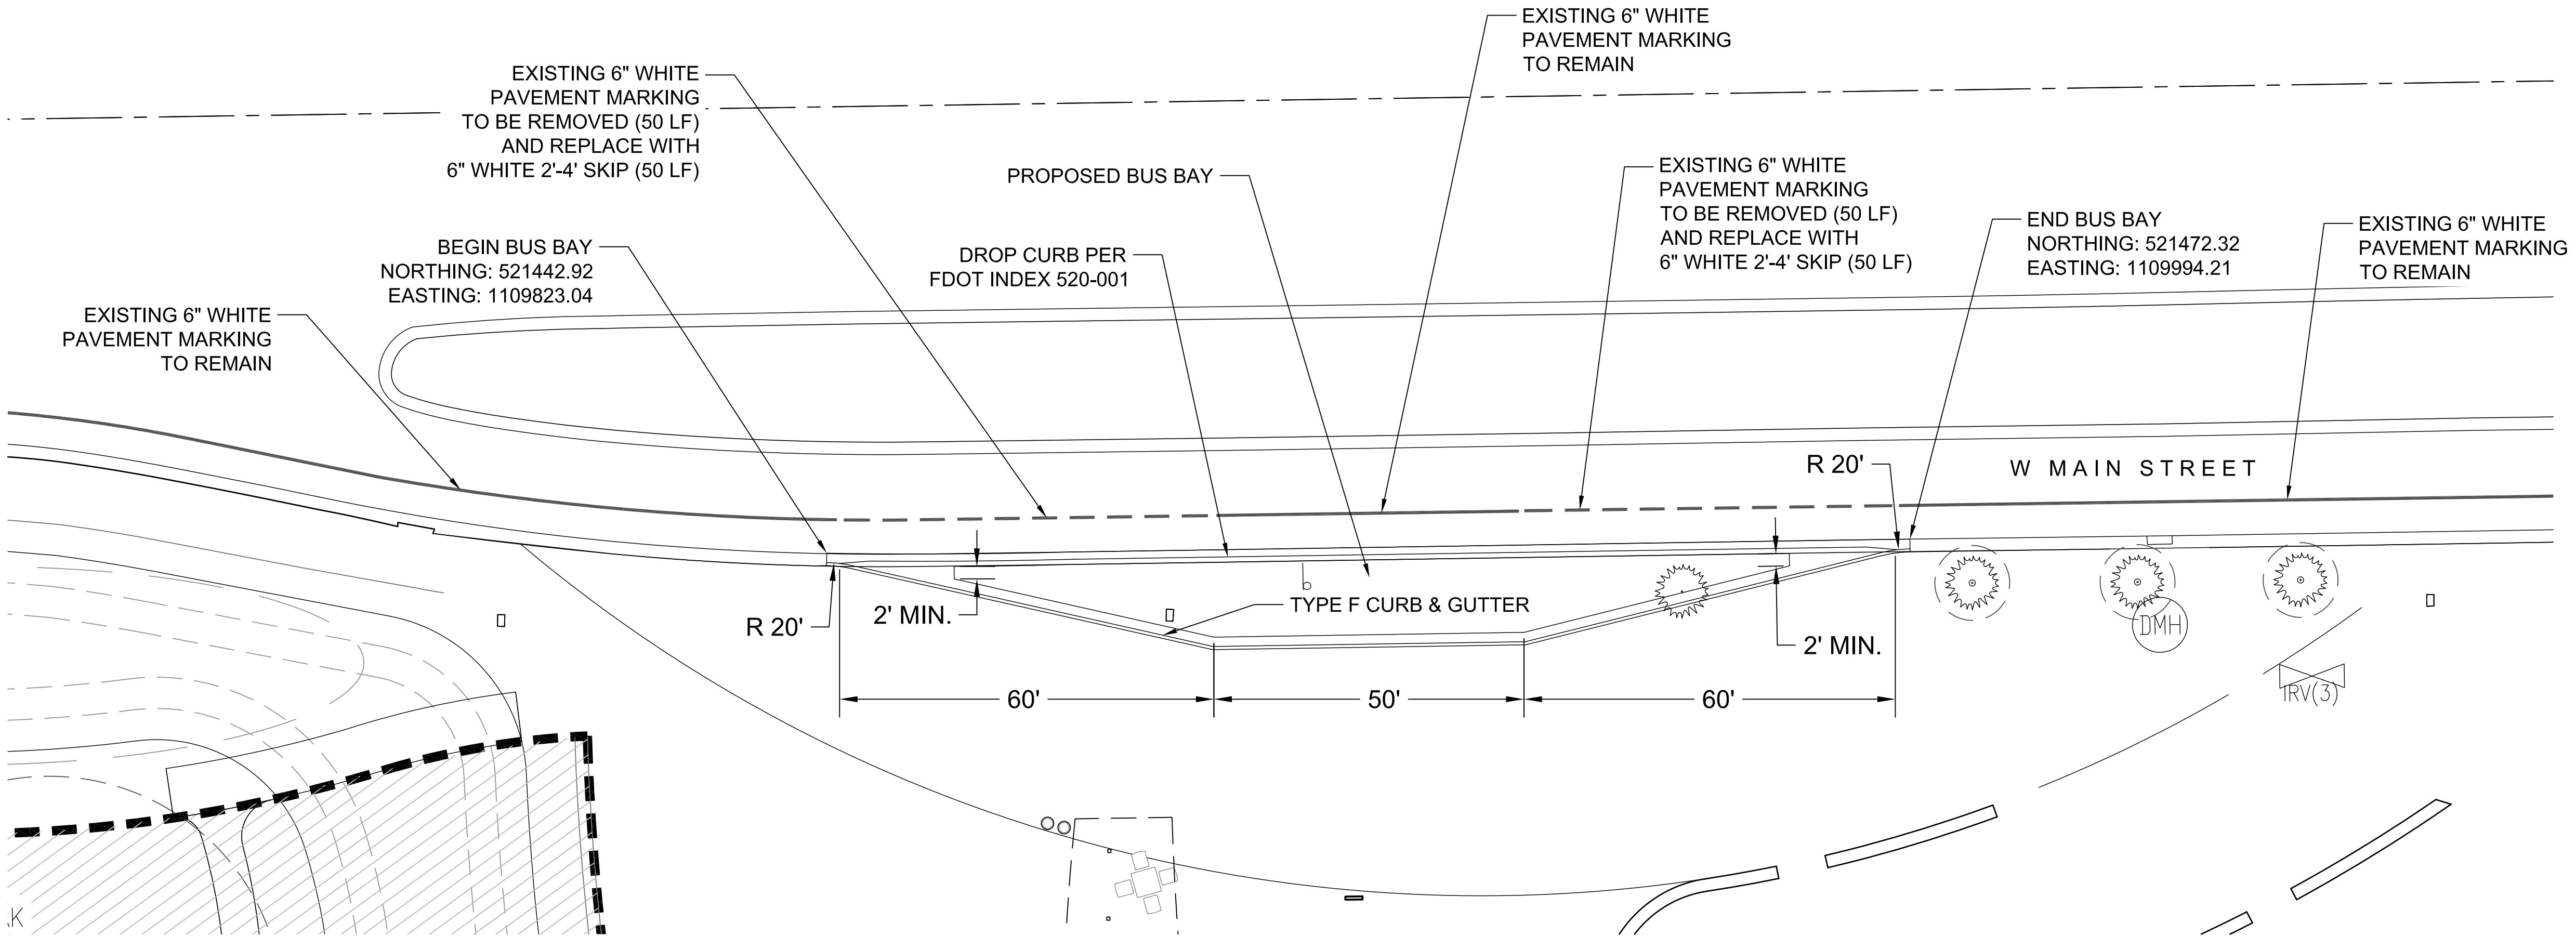 EXISTING 6" WHITE
PAVEMENT MARKING
TO REMAIN
EXISTING 6" WHITE
PAVEMENT MARKING
TO BE REMOVED (50 LF)
AND REPLACE WITH
6" WHITE 2'-4' SKIP (50 LF)
PROPOSED BUS BAY
EXISTING 6" WHITE
PAVEMENT MARKING
TO BE REMOVED (50 LF)
AND REPLACE WITH
6" WHITE 2'-4' SKIP (50 LF)
END BUS BAY
NORTHING: 521472.32
EASTING: 1109994.21
EXISTING 6" WHITE
PAVEMENT MARKING
TO REMAIN
BEGIN BUS BAY
NORTHING: 521442.92
EASTING: 1109823.04
DROP CURB PER
FDOT INDEX 520-001
EXISTING 6" WHITE
PAVEMENT MARKING
TO REMAIN
R 20'
W MAIN STREET
R 20'
2' MIN.
TYPE F CURB & GUTTER
2' MIN.
DMH
60'
50'
60'
IRV(3)